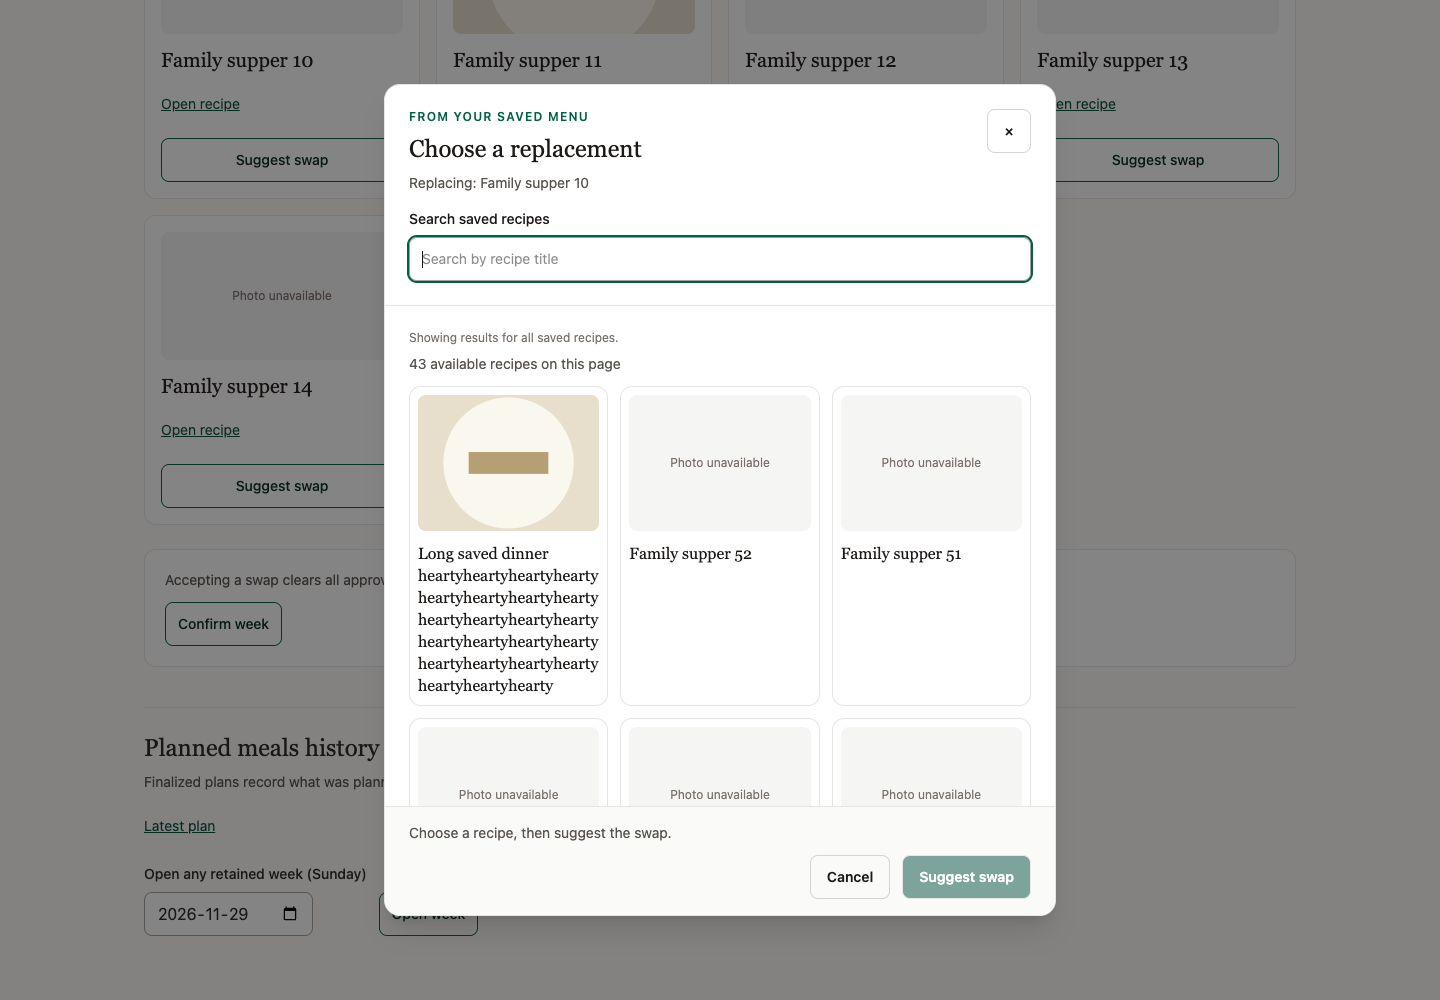 Family supper 10
Family supper 11
Family supper 12
Family supper 13
Open recipe
en recipe
Suggest swap
Suggest swap
FROM YOUR SAVED MENU
×
Choose a replacement
Replacing: Family supper 10
Search saved recipes
Search by recipe title
Photo unavailable
Family supper 14
Open recipe
Suggest swap
Showing results for all saved recipes.
43 available recipes on this page
Photo unavailable
Photo unavailable
Long saved dinner
heartyheartyheartyhearty
heartyheartyheartyhearty
heartyheartyheartyhearty
heartyheartyheartyhearty
heartyheartyheartyhearty
heartyheartyhearty
Family supper 52
Family supper 51
Photo unavailable
Photo unavailable
Photo unavailable
Accepting a swap clears all
Confirm week
Planned meals history
Finalized plans record what was
Latest plan
Open any retained week (Sunday)
2026-11-29
Open week
Choose a recipe, then suggest the swap.
Cancel
Suggest swap